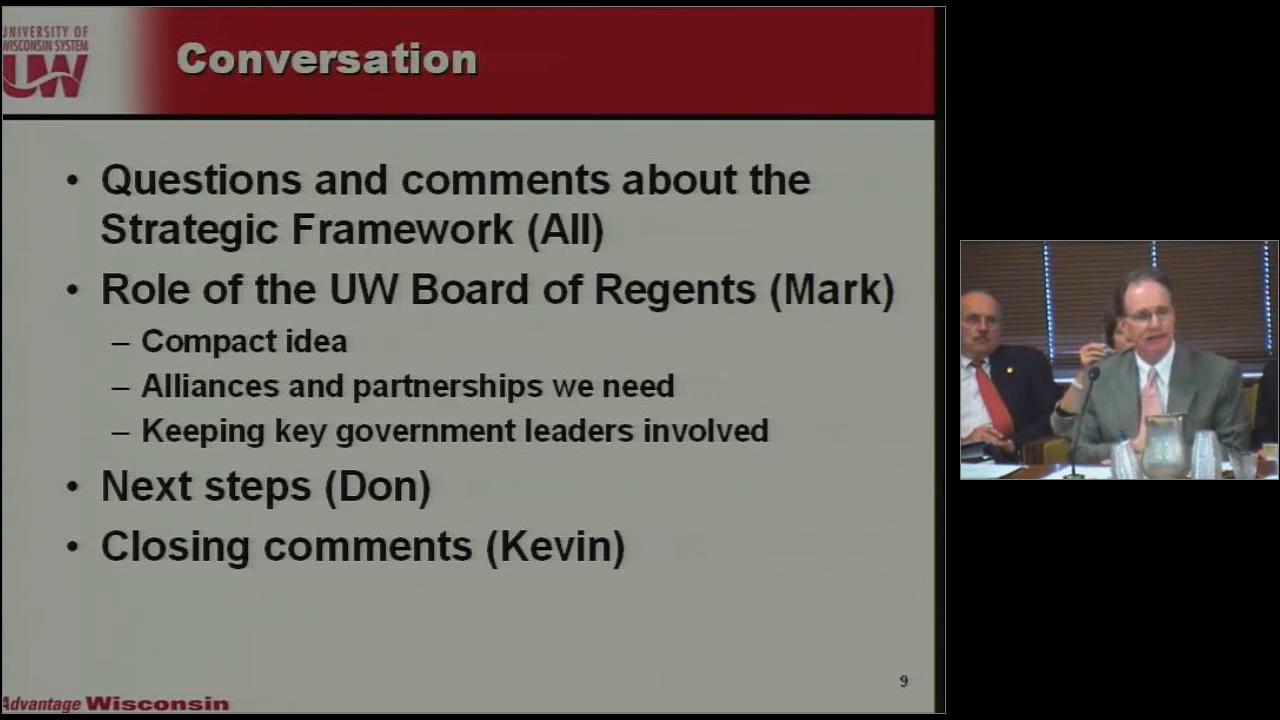 UNIVERSITY OF
WISCONSIN SYSTEM
UW
Conversation
• Questions and comments about the
Strategic Framework (All)
• Role of the UW Board of Regents (Mark)
– Compact idea
– Alliances and partnerships we need
– Keeping key government leaders involved
• Next steps (Don)
• Closing comments (Kevin)
9
Advantage Wisconsin